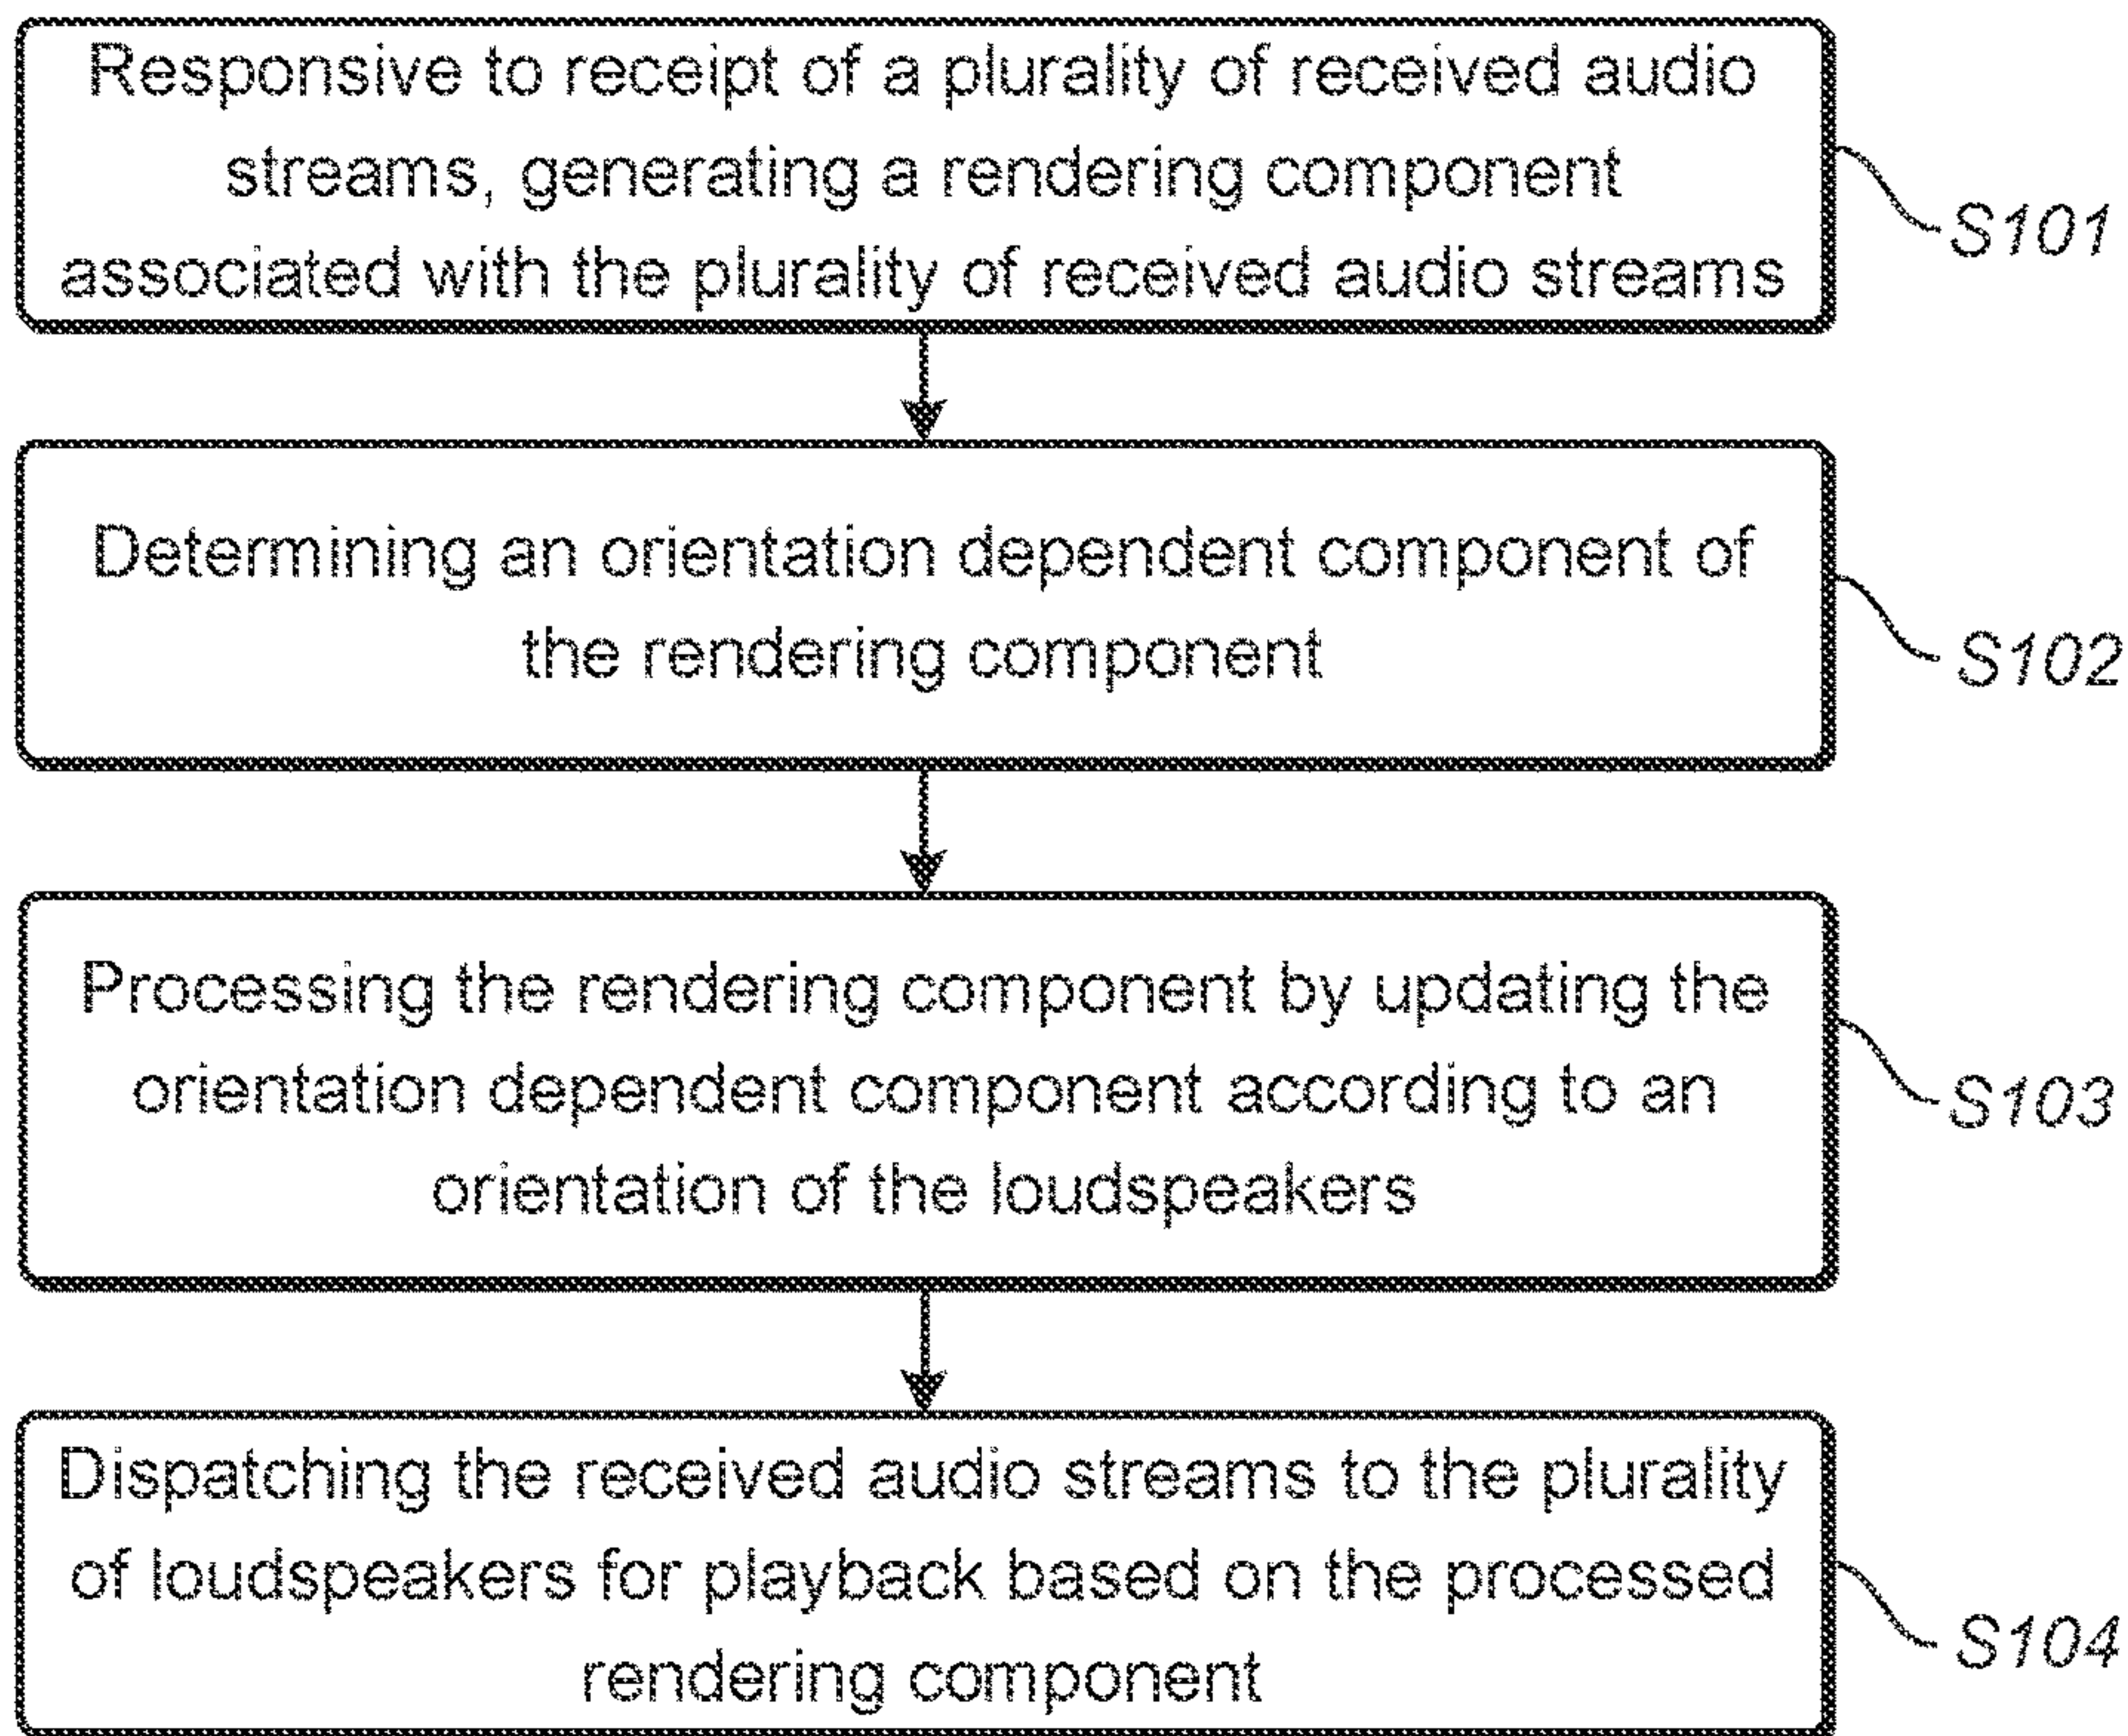 Responsive to receipt of a plurality of received audio
streams, generating a rendering component
associated with the plurality of received audio streams
S101
Determining an orientation dependent component of
the rendering component
S102
Processing the rendering component by updating the
orientation dependent component according to an
orientation of the loudspeakers
S103
Dispatching the received audio streams to the plurality
of loudspeakers for playback based on the processed
rendering component
S104